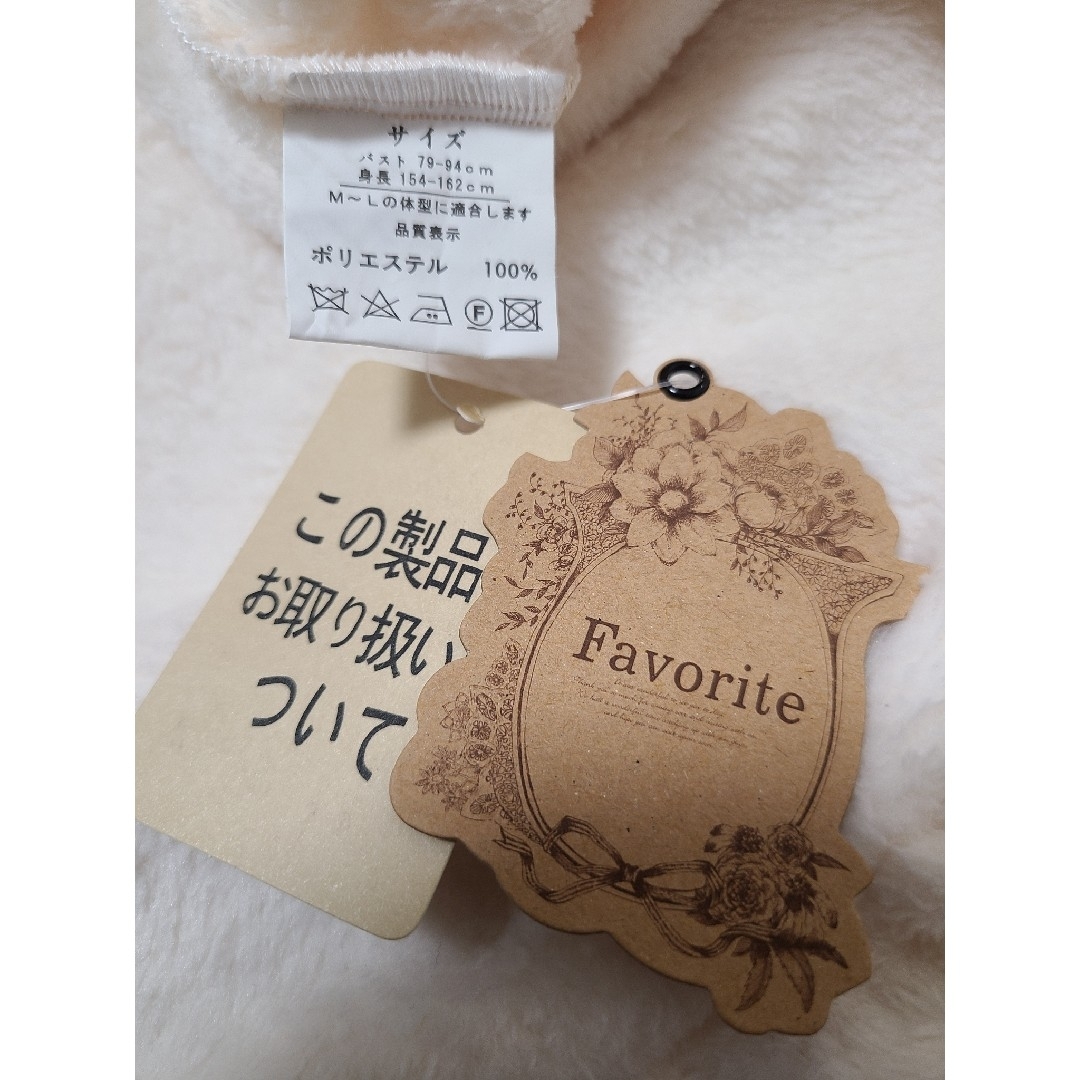 サイズ
バスト 79-94cm
身長 154-162cm
M～Lの体型に適合します
品質表示
ポリエステル 100%
F
この製品
お取り扱い
ついて
Favorite